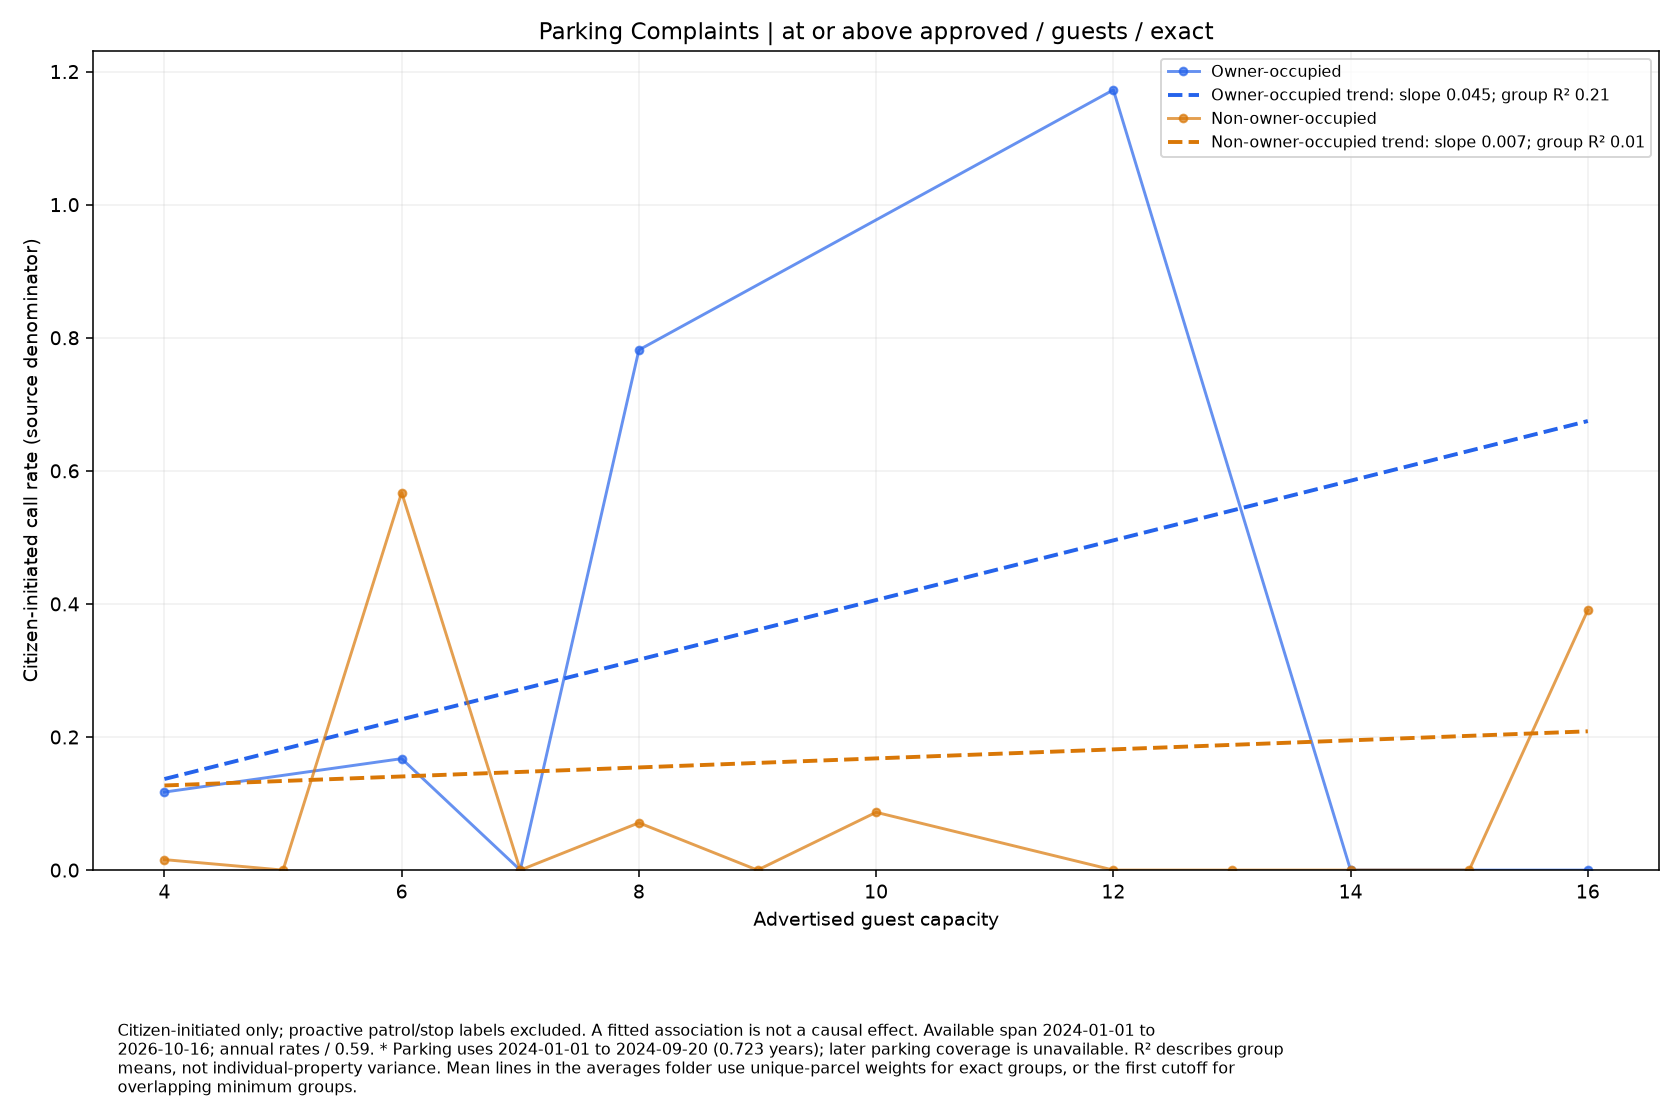 Parking Complaints | at or above approved / guests / exact
Owner-occupied
Owner-occupied trend: slope 0.045; group R² 0.21
Non-owner-occupied
Non-owner-occupied trend: slope 0.007; group R² 0.01
Citizen-initiated call rate (source denominator)
1.2
1.0
0.8
0.6
0.4
0.2
0.0
4 6 8 10 12 14 16
Advertised guest capacity
Citizen-initiated only; proactive patrol/stop labels excluded. A fitted association is not a causal effect. Available span 2024-01-01 to
2026-10-16; annual rates / 0.59. * Parking uses 2024-01-01 to 2024-09-20 (0.723 years); later parking coverage is unavailable. R² describes group
means, not individual-property variance. Mean lines in the averages folder use unique-parcel weights for exact groups, or the first cutoff for
overlapping minimum groups.